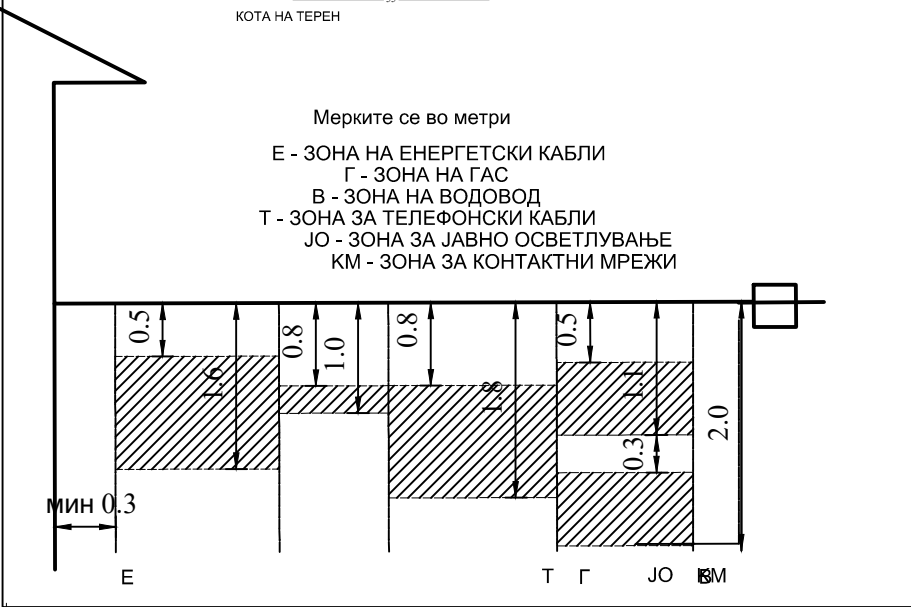 КОТА НА ТЕРЕН
Мерките се во метри
Е - ЗОНА НА ЕНЕРГЕТСКИ КАБЛИ
Г - ЗОНА НА ГАС
В - ЗОНА НА ВОДОВОД
Т - ЗОНА ЗА ТЕЛЕФОНСКИ КАБЛИ
ЈО - ЗОНА ЗА ЈАВНО ОСВЕТЛУВАЊЕ
КМ - ЗОНА ЗА КОНТАКТНИ МРЕЖИ
0.5
1.6
0.8
1.0
0.8
1.8
0.5
1.1
0.3
2.0
мин 0.3
Е
Т
Г
ЈО
В
КМ